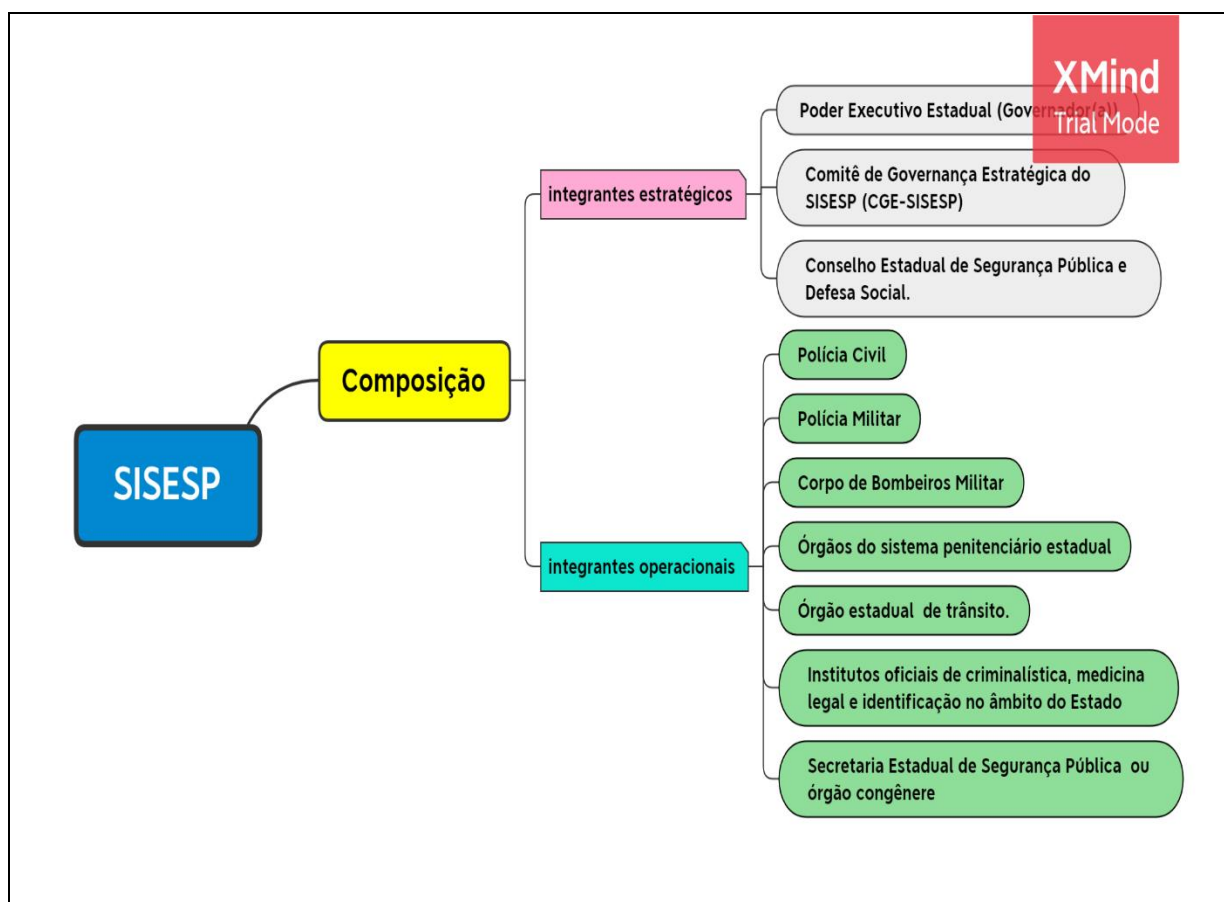 XMind
Trial Mode
Poder Executivo Estadual (Governador(a))
Comitê de Governança Estratégica do
SISESP (CGE-SISESP)
integrantes estratégicos
Conselho Estadual de Segurança Pública e
Defesa Social.
Polícia Civil
Composição
Polícia Militar
SISESP
Corpo de Bombeiros Militar
Órgãos do sistema penitenciário estadual
integrantes operacionais
Órgão estadual de trânsito.
Institutos oficiais de criminalística, medicina
legal e identificação no âmbito do Estado
Secretaria Estadual de Segurança Pública ou
órgão congênere